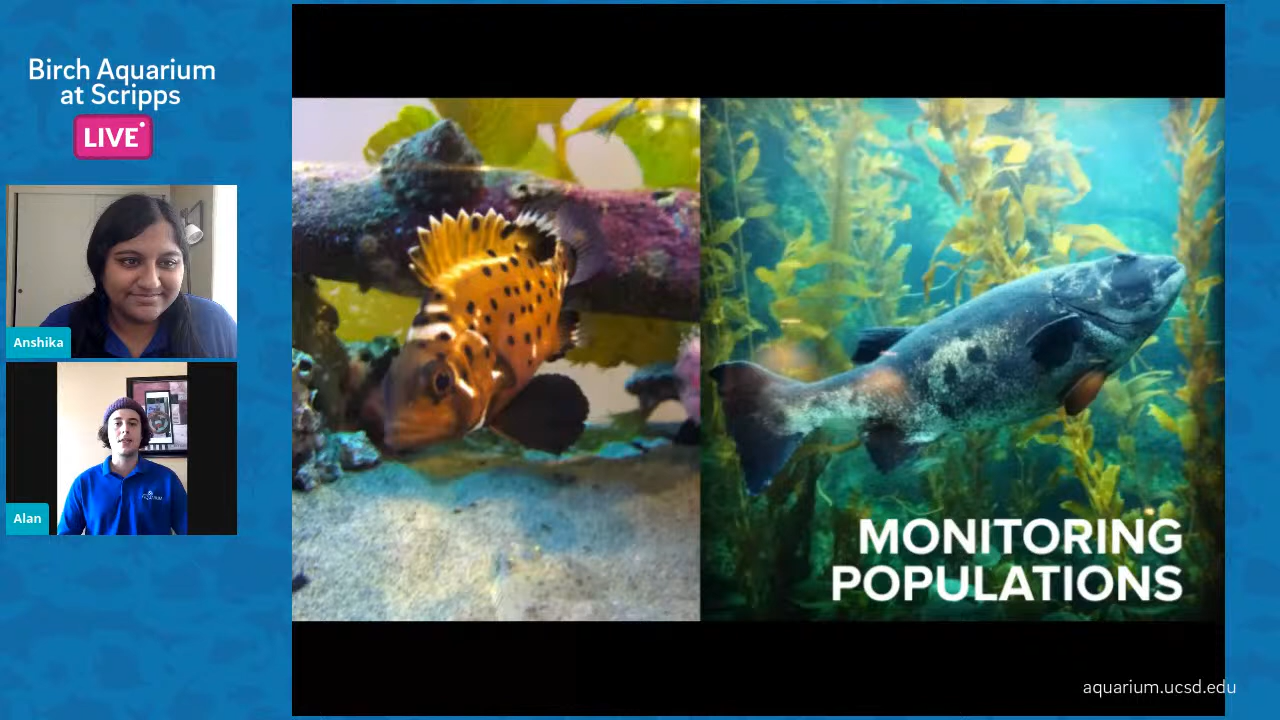 Birch Aquarium
at Scripps
LIVE
Anshika
Alan
MONITORING
POPULATIONS
aquarium.ucsd.edu